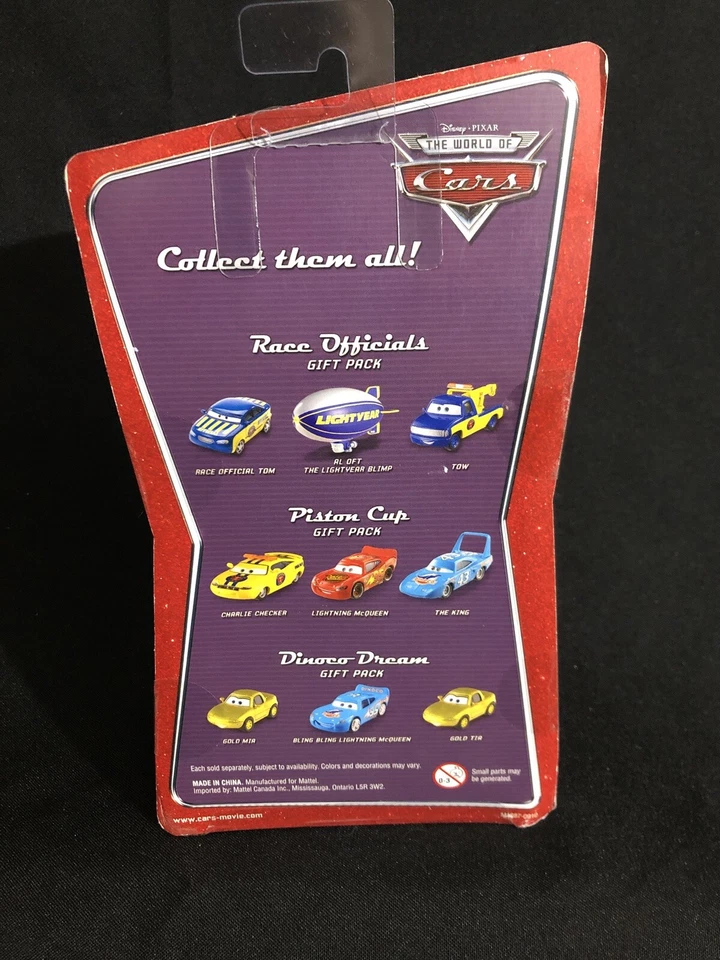 Disney · PIXAR
THE WORLD OF
Cars
Collect them all!
Race Officials
GIFT PACK
LIGHTYEAR
RACE OFFICIAL TOM
AL OFT
THE LIGHTYEAR BLIMP
TOW
Piston Cup
GIFT PACK
43
CHARLIE CHECKER
LIGHTNING McQUEEN
THE KING
Dinoco Dream
GIFT PACK
DINOCO
GOLD MIA
BLING BLING LIGHTNING McQUEEN
GOLD TIA
Each sold separately, subject to availability. Colors and decorations may vary.
MADE IN CHINA. Manufactured for Mattel.
Imported by: Mattel Canada Inc., Mississauga, Ontario L5R 3W2.
0-3
Small parts may
be generated.
www.cars-movie.com